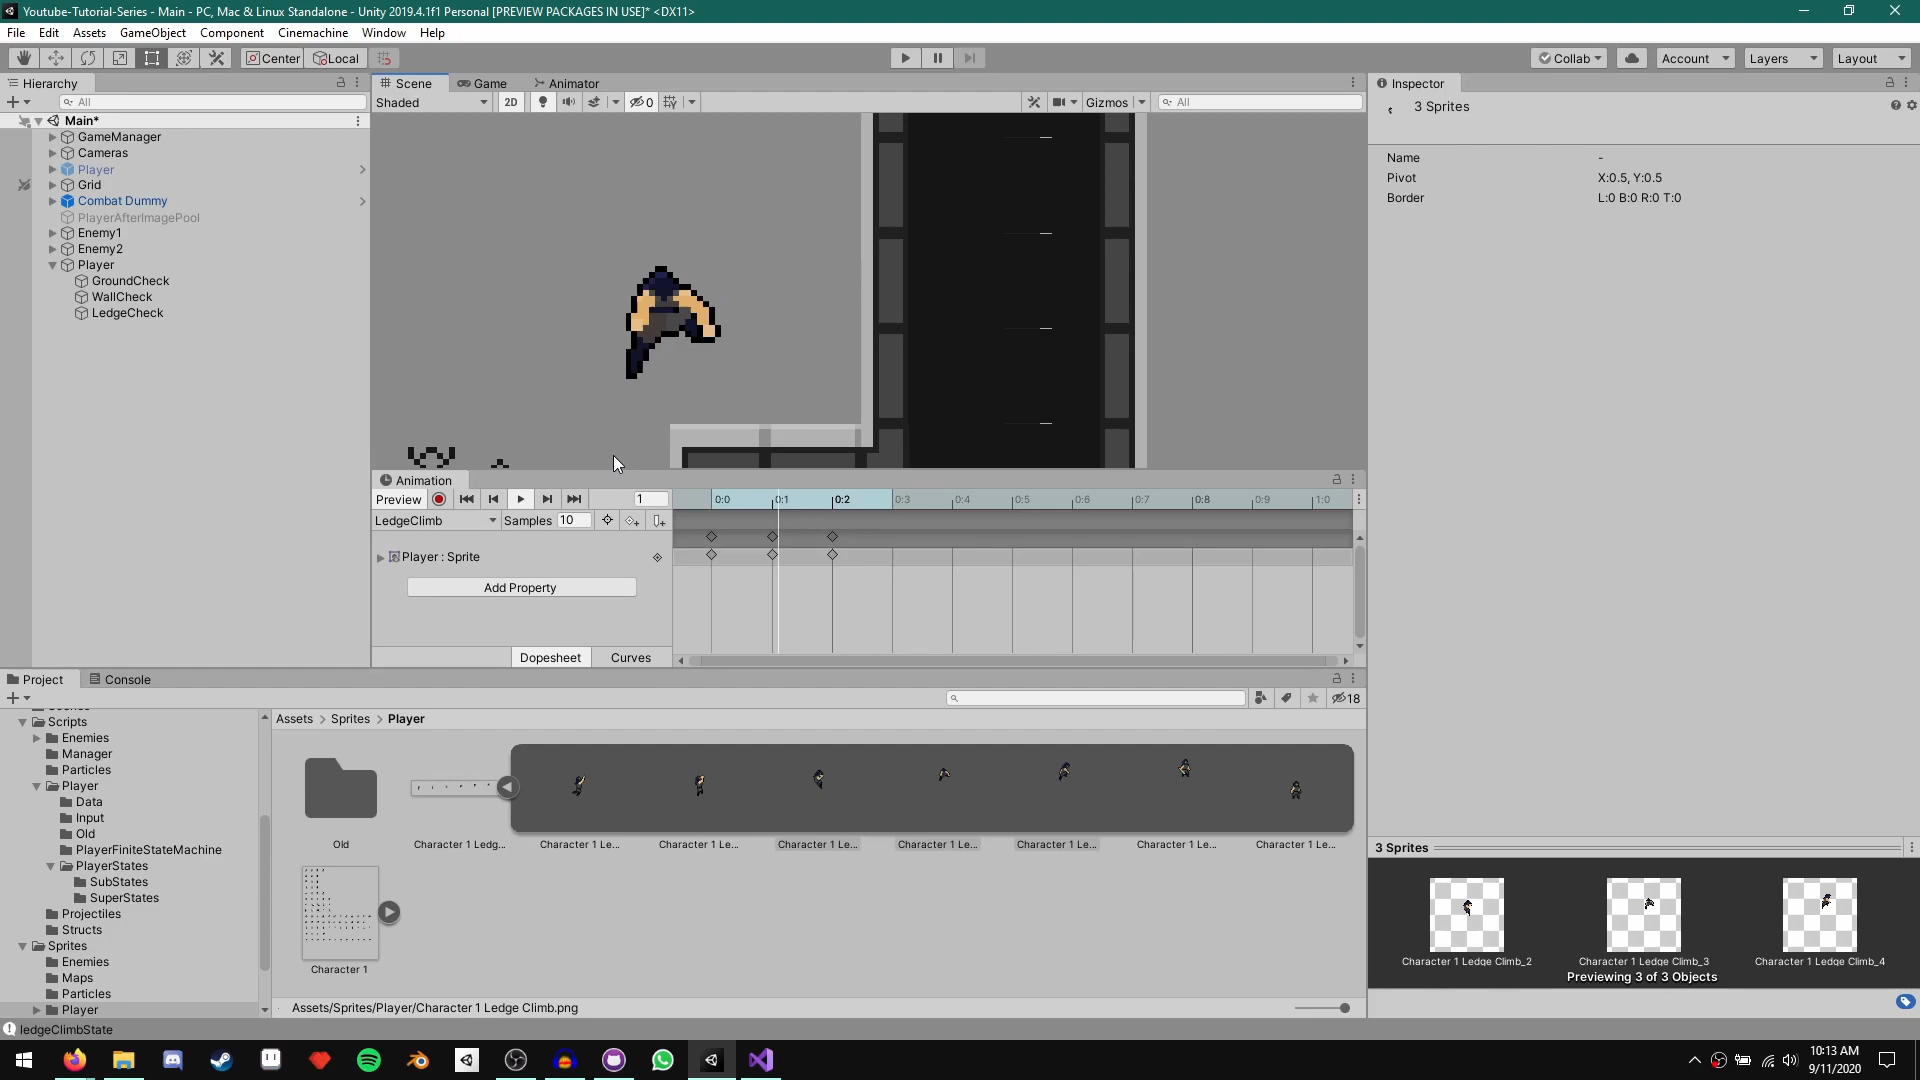 Youtube-Tutorial-Series - Main - PC, Mac & Linux Standalone - Unity 2019.4.1f1 Personal [PREVIEW PACKAGES IN USE]* <DX11>
File Edit Assets GameObject Component Cinemachine Window Help
Center Local Collab Account Layers Layout
Hierarchy
All
Main*
GameManager
Cameras
Player
Grid
Combat Dummy
PlayerAfterImagePool
Enemy1
Enemy2
Player
GroundCheck
WallCheck
LedgeCheck
Scene Game Animator
Shaded 2D 0 Gizmos All
Animation
Preview 1 0:0 0:1 0:2 0:3 0:4 0:5 0:6 0:7 0:8 0:9 1:0
LedgeClimb Samples 10
Player : Sprite
Add Property
Dopesheet Curves
Inspector
3 Sprites
Name -
Pivot X:0.5, Y:0.5
Border L:0 B:0 R:0 T:0
Project Console
18
Scripts
Enemies
Manager
Particles
Player
Data
Input
Old
PlayerFiniteStateMachine
PlayerStates
SubStates
SuperStates
Projectiles
Structs
Sprites
Enemies
Maps
Particles
Player
Assets > Sprites > Player
Old Character 1 Ledg... Character 1 Le... Character 1 Le... Character 1 Le... Character 1 Le... Character 1 Le... Character 1 Le... Character 1 Le...
Character 1
Assets/Sprites/Player/Character 1 Ledge Climb.png
3 Sprites
Character 1 Ledge Climb_2 Character 1 Ledge Climb_3 Character 1 Ledge Climb_4
Previewing 3 of 3 Objects
ledgeClimbState
10:13 AM
9/11/2020